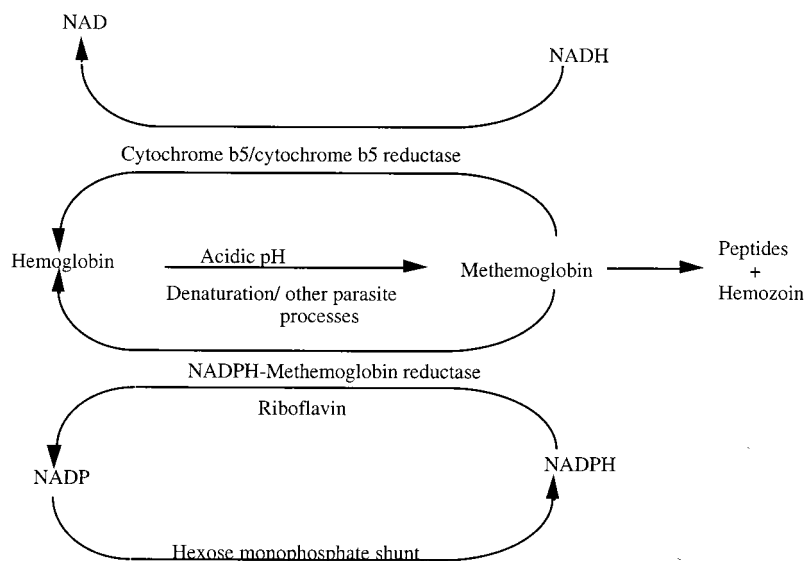 NAD
NADH
Cytochrome b5/cytochrome b5 reductase
Hemoglobin
Acidic pH
Denaturation/ other parasite
processes
Methemoglobin
Peptides
+
Hemozoin
NADPH-Methemoglobin reductase
Riboflavin
NADP
NADPH
Hexose monophosphate shunt